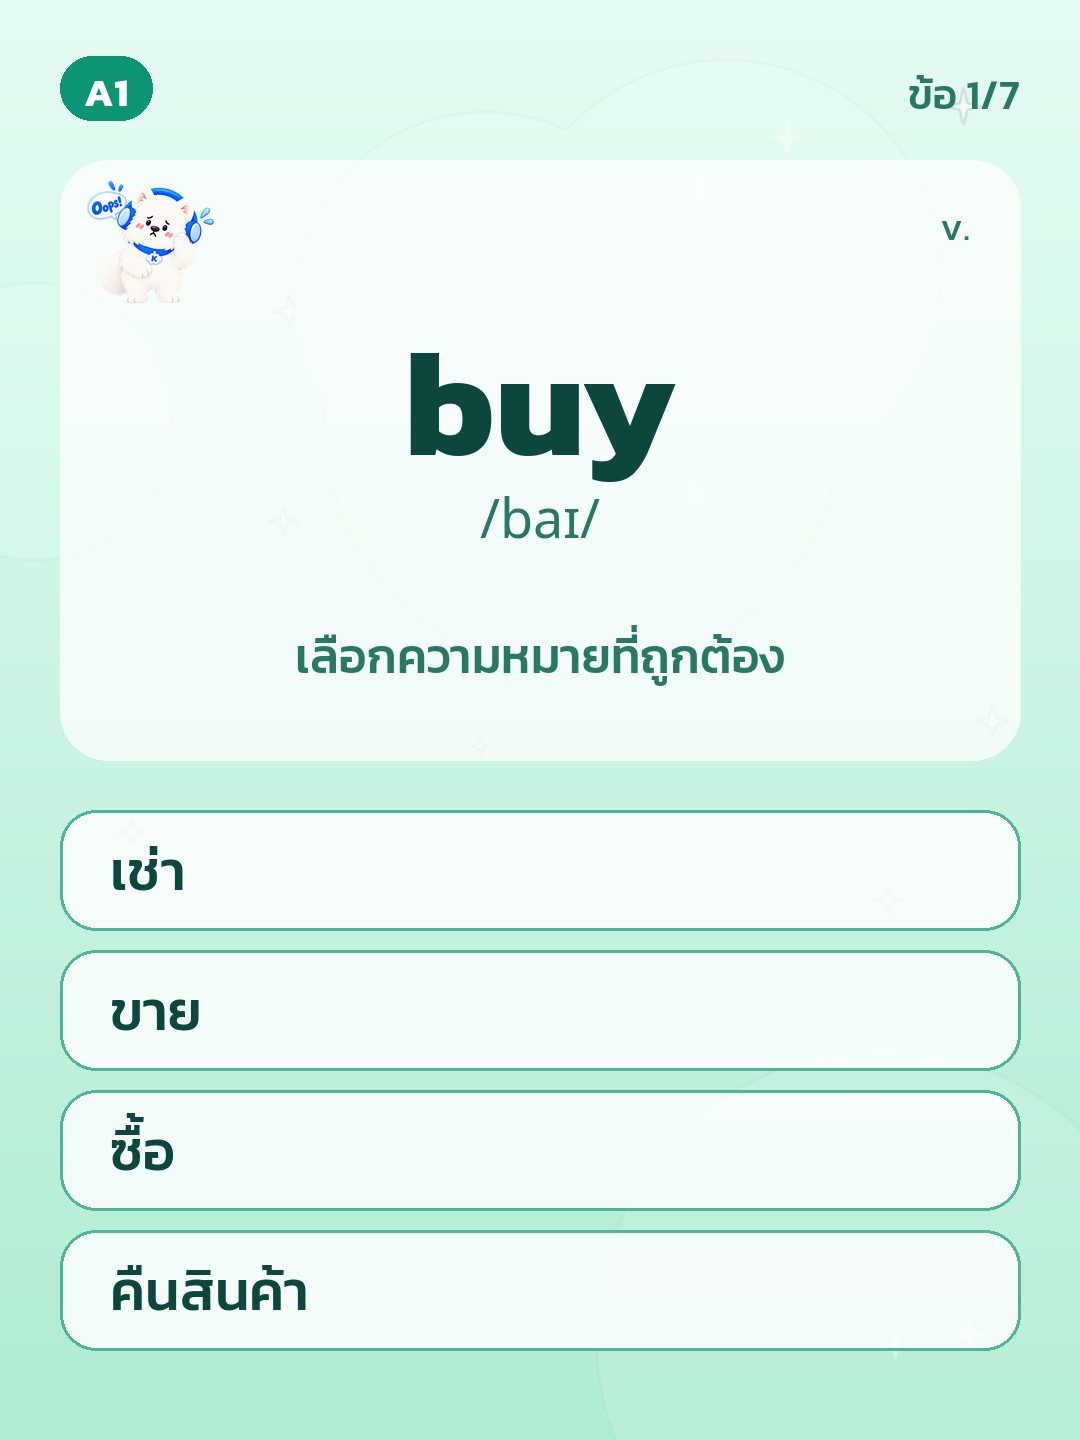 A1
ข้อ 1/7
Oops!
v.
K
buy
/baɪ/
เลือกความหมายที่ถูกต้อง
เช่า
ขาย
ซื้อ
คืนสินค้า